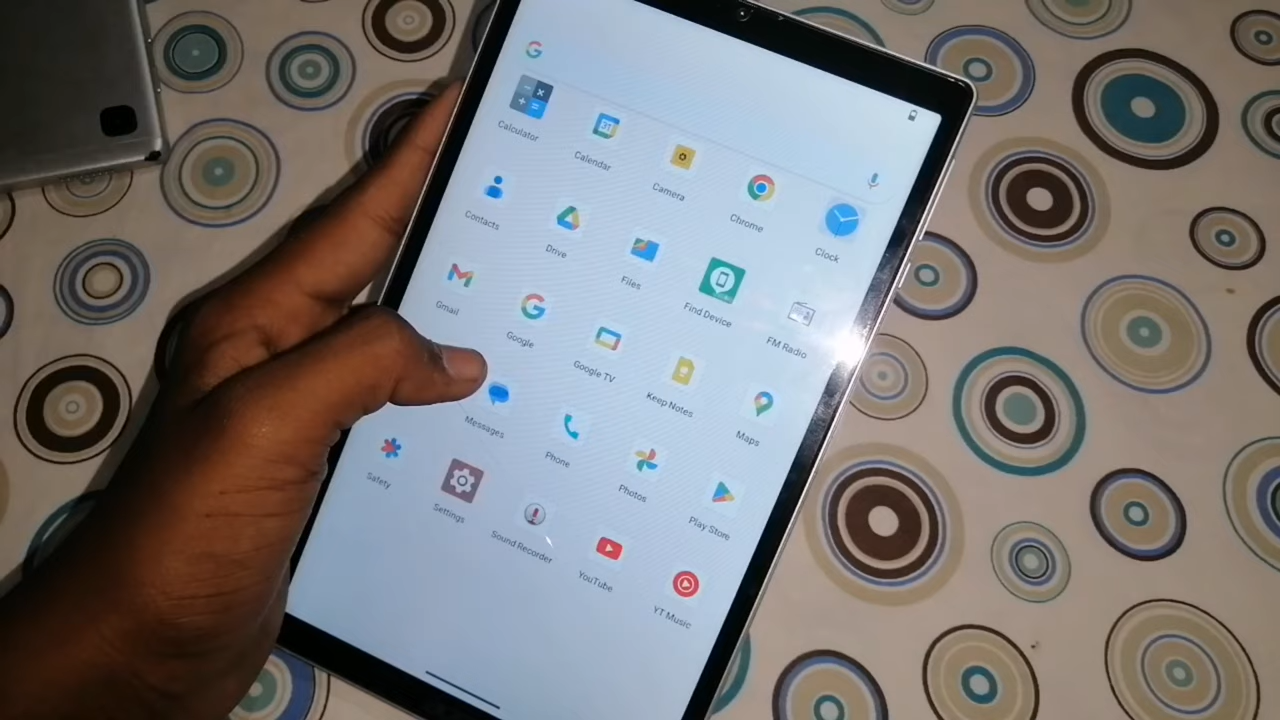 Calculator
Calendar
Camera
Chrome
Clock
Contacts
Drive
Files
Find Device
FM Radio
Gmail
Google
Google TV
Keep Notes
Maps
Messages
Phone
Photos
Play Store
Safety
Settings
Sound Recorder
YouTube
YT Music